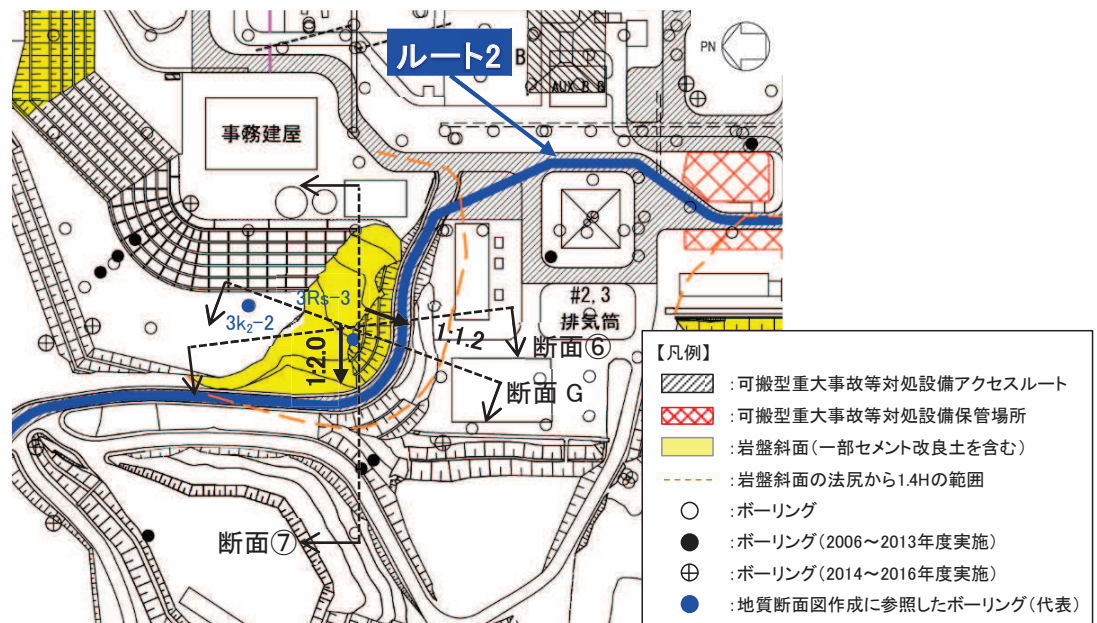 ルート2
PN
B
AUX B B
事務建屋
3Rs-3
3k₂-2
1:2.0
1:1.2
#2, 3
排気筒
断面⑥
断面 G
断面⑦
【凡例】
:可搬型重大事故等対処設備アクセスルート
:可搬型重大事故等対処設備保管場所
:岩盤斜面(一部セメント改良土を含む)
:岩盤斜面の法尻から1.4Hの範囲
:ボーリング
:ボーリング(2006~2013年度実施)
:ボーリング(2014~2016年度実施)
:地質断面図作成に参照したボーリング(代表)